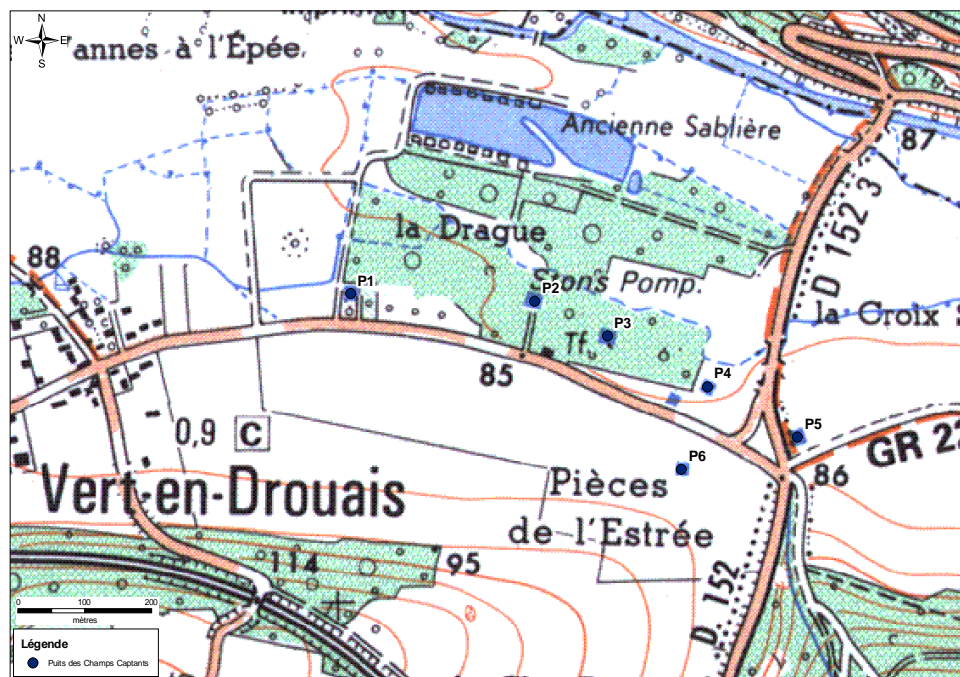 N
W E
S
'annes à l'Épée
Ancienne Sablière
87
la Drague
D 152
3
88
P1
Stons Pomp.
P2
la Croix S
P3
Tf.
85
P4
P5
0,9 C
GR 22
P6
86
Vert-en-Drouais
Pièces
de l'Estrée
114
95
D 152
0 100 200
mètres
Légende
Puits des Champs Captants